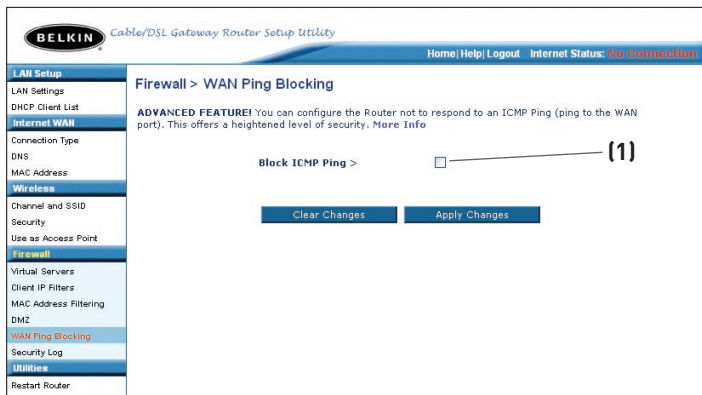 BELKIN
Cable/DSL Gateway Router Setup Utility
Home|Help|Logout Internet Status: No Connection
LAN Setup
LAN Settings
DHCP Client List
Internet WAN
Connection Type
DNS
MAC Address
Wireless
Channel and SSID
Security
Use as Access Point
Firewall
Virtual Servers
Client IP Filters
MAC Address Filtering
DMZ
WAN Ping Blocking
Security Log
Utilities
Restart Router
Firewall > WAN Ping Blocking
ADVANCED FEATURE! You can configure the Router not to respond to an ICMP Ping (ping to the WAN
port). This offers a heightened level of security. More Info
Block ICMP Ping >
(1)
Clear Changes
Apply Changes